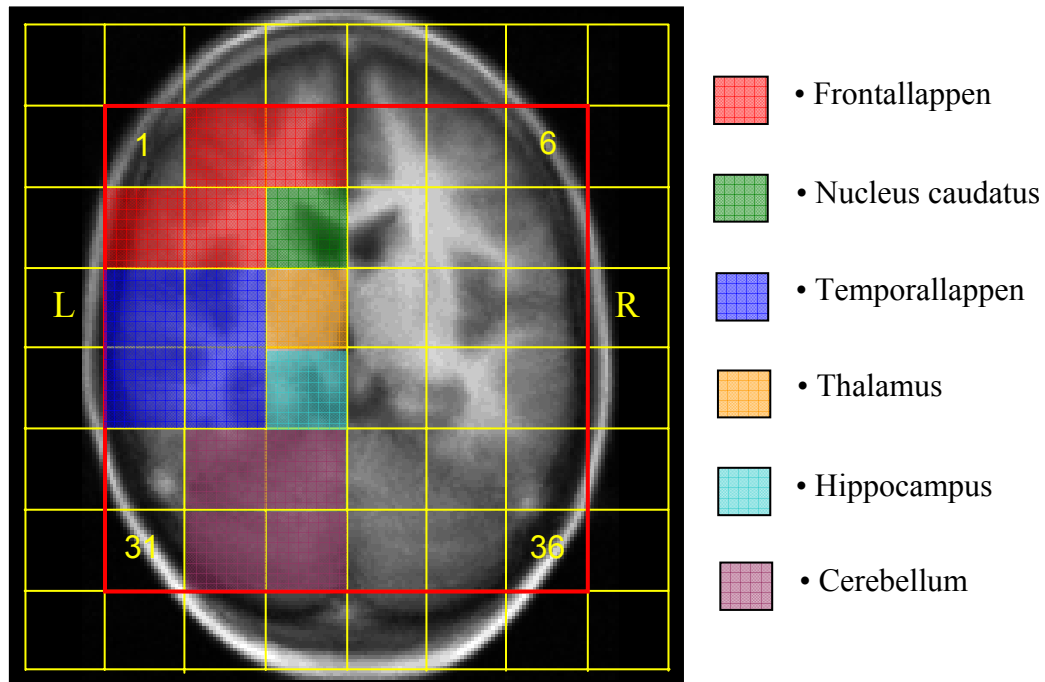 1
6
L
R
31
36
• Frontallappen
• Nucleus caudatus
• Temporallappen
• Thalamus
• Hippocampus
• Cerebellum